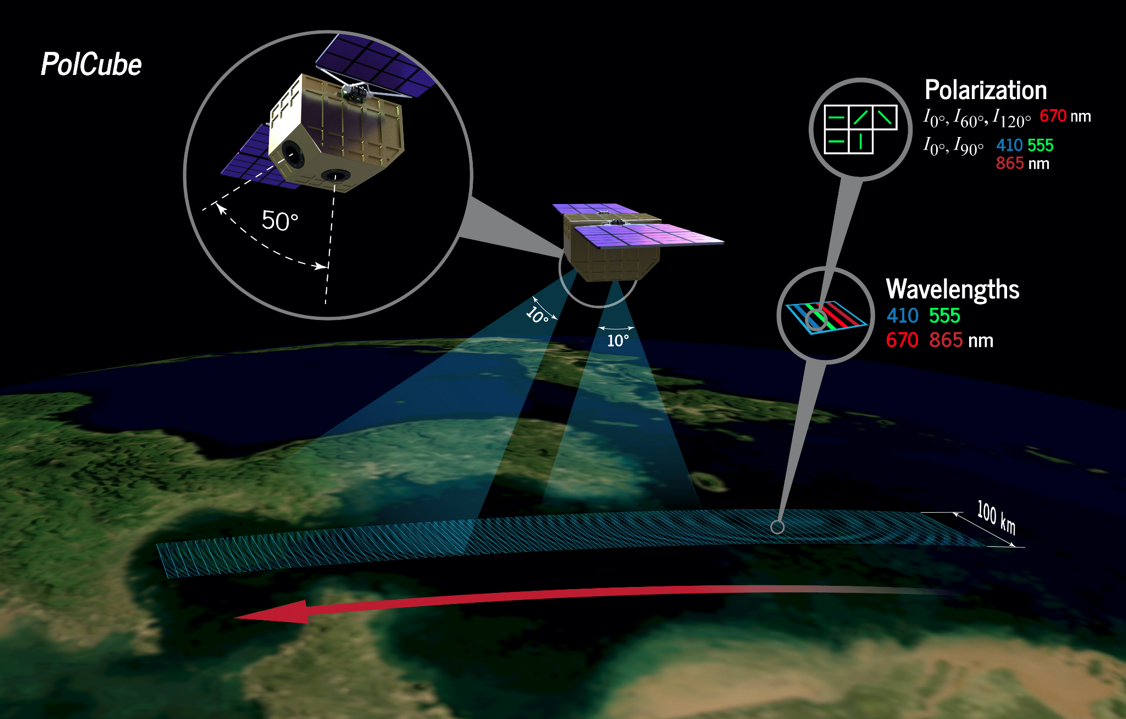 PolCube
50°
10°
10°
Polarization
I0°, I60°, I120° 670 nm
I0°, I90° 410 555
865 nm
Wavelengths
410 555
670 865 nm
100 km